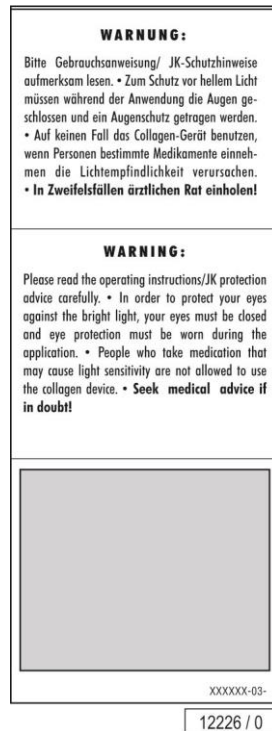 WARNUNG:
Bitte Gebrauchsanweisung/ JK-Schutzhinweise
aufmerksam lesen. • Zum Schutz vor hellem Licht
müssen während der Anwendung die Augen ge-
schlossen und ein Augenschutz getragen werden.
• Auf keinen Fall das Collagen-Gerät benutzen,
wenn Personen bestimmte Medikamente einneh-
men die Lichtempfindlichkeit verursachen.
• In Zweifelsfällen ärztlichen Rat einholen!
WARNING:
Please read the operating instructions/JK protection
advice carefully. • In order to protect your eyes
against the bright light, your eyes must be closed
and eye protection must be worn during the
application. • People who take medication that
may cause light sensitivity are not allowed to use
the collagen device. • Seek medical advice if
in doubt!
XXXXXX-03-
12226 / 0